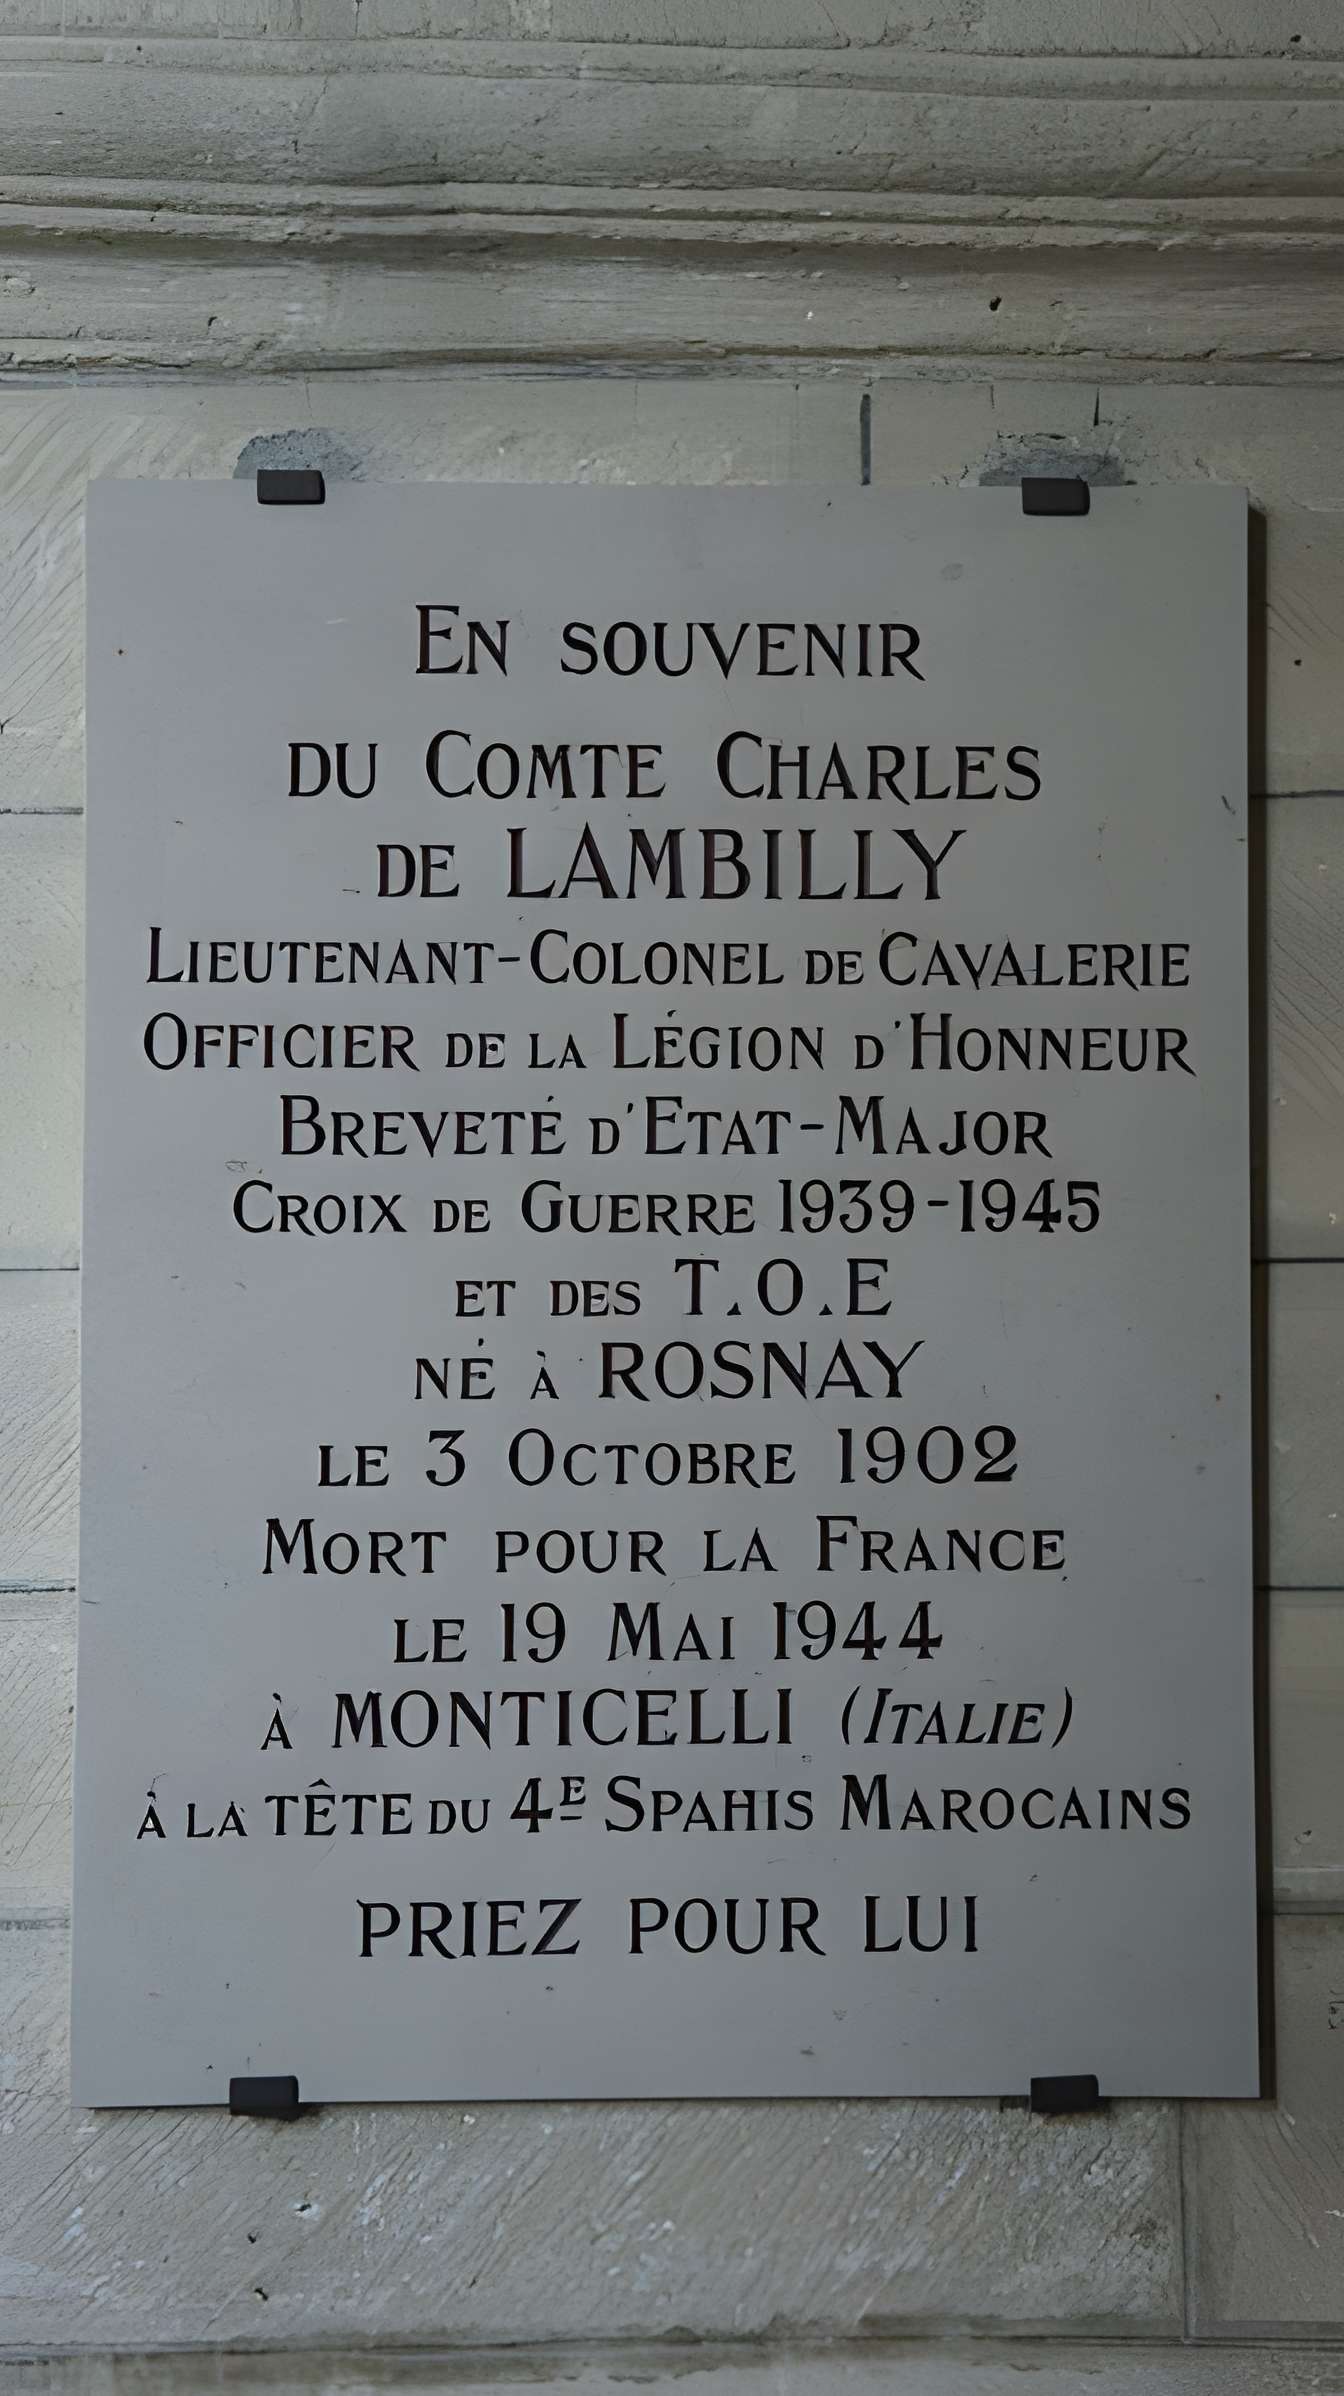 En souvenir
du Comte Charles
de LAMBILLY
Lieutenant-Colonel de Cavalerie
Officier de la Légion d'Honneur
Breveté d'Etat-Major
Croix de Guerre 1939-1945
et des T.O.E
né à ROSNAY
le 3 Octobre 1902
Mort pour la France
le 19 Mai 1944
à MONTICELLI (Italie)
à la tête du 4e Spahis Marocains
PRIEZ POUR LUI